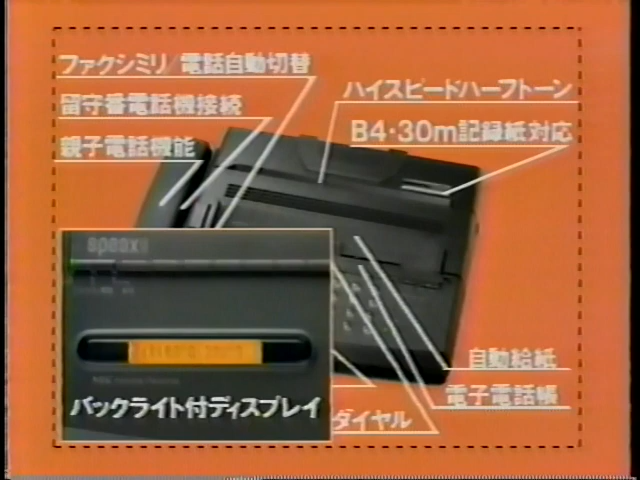 ファクシミリ/電話自動切替
留守番電話機接続
親子電話機能
ハイスピードハーフトーン
B4・30m記録紙対応
speax
バックライト付ディスプレイ
自動給紙
電子電話帳
ダイヤル